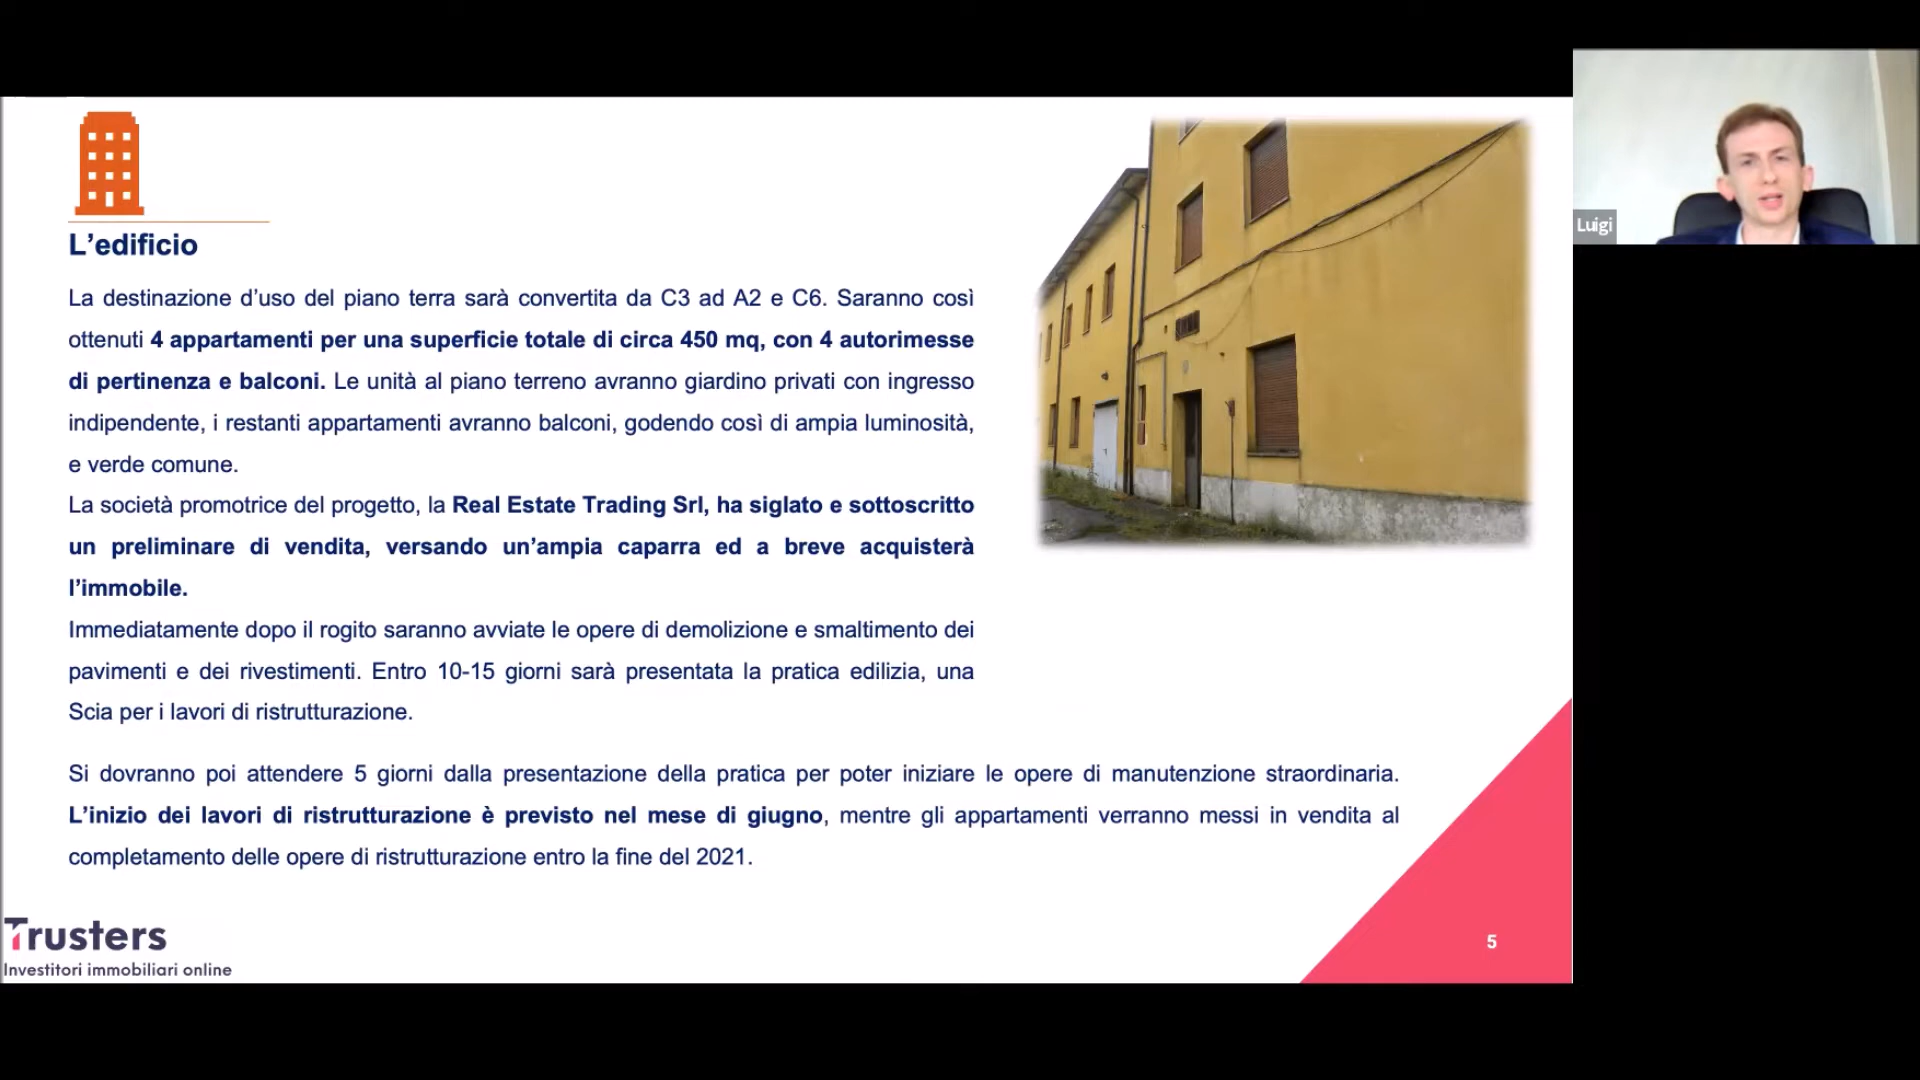 L’edificio
La destinazione d’uso del piano terra sarà convertita da C3 ad A2 e C6. Saranno così
ottenuti 4 appartamenti per una superficie totale di circa 450 mq, con 4 autorimesse
di pertinenza e balconi. Le unità al piano terreno avranno giardino privati con ingresso
indipendente, i restanti appartamenti avranno balconi, godendo così di ampia luminosità,
e verde comune.
La società promotrice del progetto, la Real Estate Trading Srl, ha siglato e sottoscritto
un preliminare di vendita, versando un’ampia caparra ed a breve acquisterà
l’immobile.
Immediatamente dopo il rogito saranno avviate le opere di demolizione e smaltimento dei
pavimenti e dei rivestimenti. Entro 10-15 giorni sarà presentata la pratica edilizia, una
Scia per i lavori di ristrutturazione.
Si dovranno poi attendere 5 giorni dalla presentazione della pratica per poter iniziare le opere di manutenzione straordinaria.
L’inizio dei lavori di ristrutturazione è previsto nel mese di giugno, mentre gli appartamenti verranno messi in vendita al
completamento delle opere di ristrutturazione entro la fine del 2021.
Trusters
Investitori immobiliari online
5
Luigi